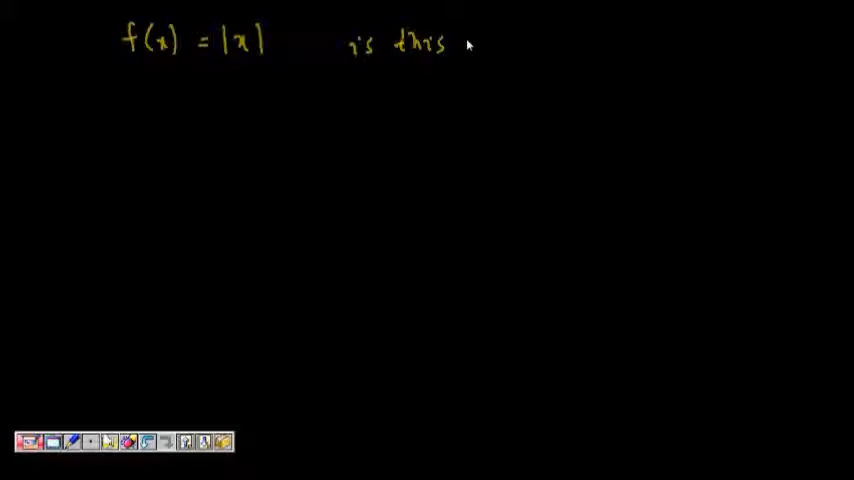 f(x) = |x| is this